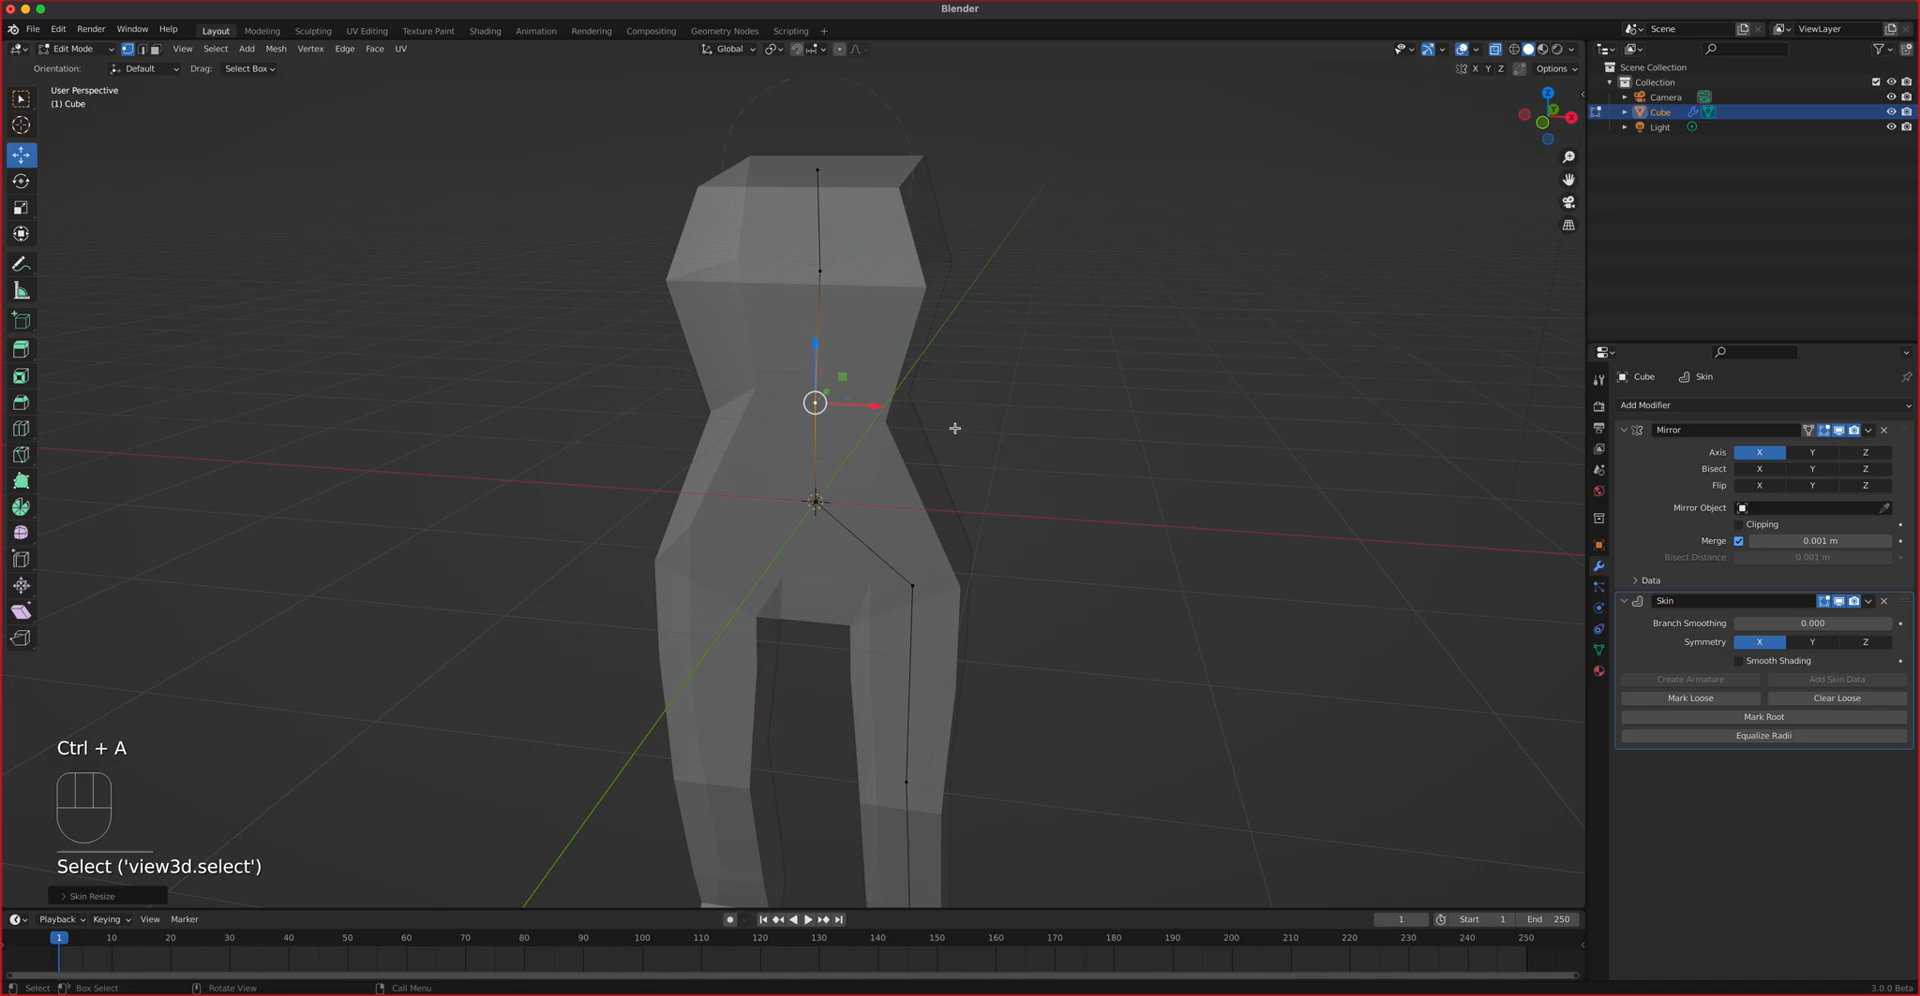 Blender
File Edit Render Window Help Layout Modeling Sculpting UV Editing Texture Paint Shading Animation Rendering Compositing Geometry Nodes Scripting + Scene ViewLayer
Edit Mode View Select Add Mesh Vertex Edge Face UV Global
Orientation: Default Drag: Select Box X Y Z Options
User Perspective
(1) Cube
Scene Collection
Collection
Camera
Cube
Light
Z
Y
X
Cube Skin
Add Modifier
Mirror
Axis X Y Z
Bisect X Y Z
Flip X Y Z
Mirror Object
Clipping
Merge 0.001 m
Bisect Distance 0.001 m
Data
Skin
Branch Smoothing 0.000
Symmetry X Y Z
Smooth Shading
Create Armature Add Skin Data
Mark Loose Clear Loose
Mark Root
Equalize Radii
Ctrl + A
Select ('view3d.select')
Skin Resize
Playback Keying View Marker 1 Start 1 End 250
1 10 20 30 40 50 60 70 80 90 100 110 120 130 140 150 160 170 180 190 200 210 220 230 240 250
Select Box Select Rotate View Call Menu 3.0.0 Beta